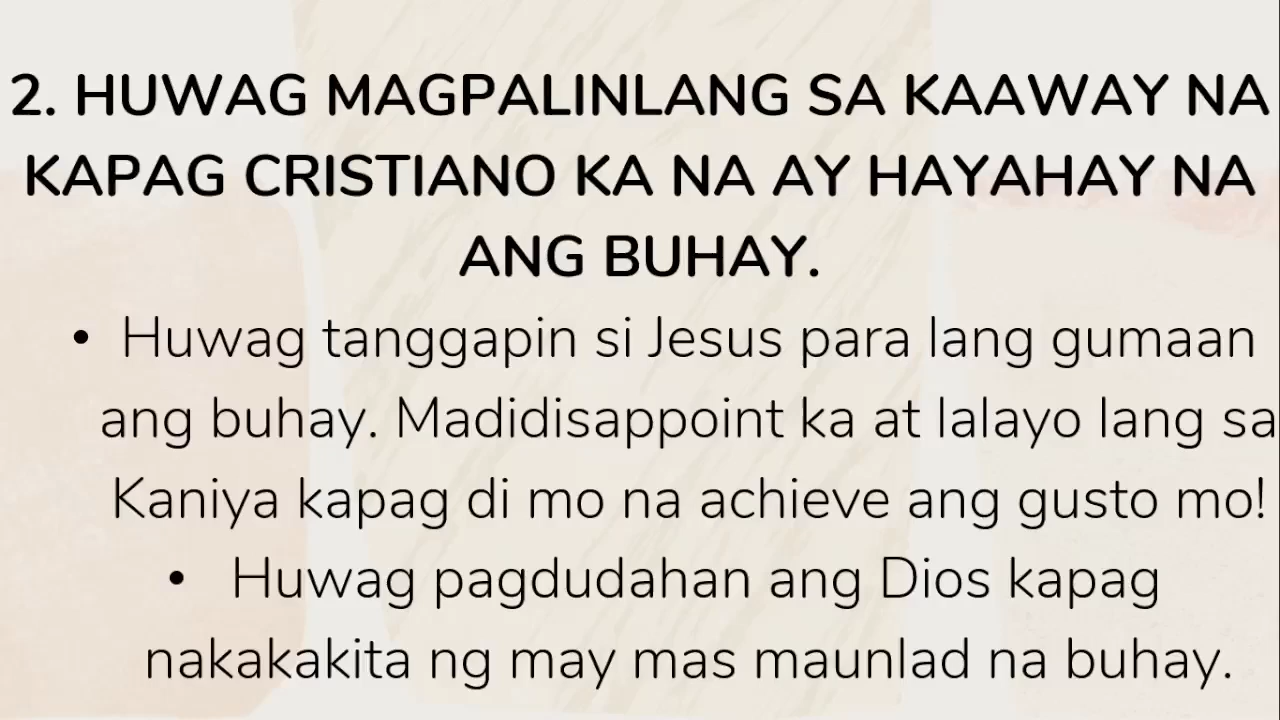 2. HUWAG MAGPALINLANG SA KAAWAY NA
KAPAG CRISTIANO KA NA AY HAYAHAY NA
ANG BUHAY.
• Huwag tanggapin si Jesus para lang gumaan
ang buhay. Madidisappoint ka at lalayo lang sa
Kaniya kapag di mo na achieve ang gusto mo!
• Huwag pagdudahan ang Dios kapag
nakakakita ng may mas maunlad na buhay.